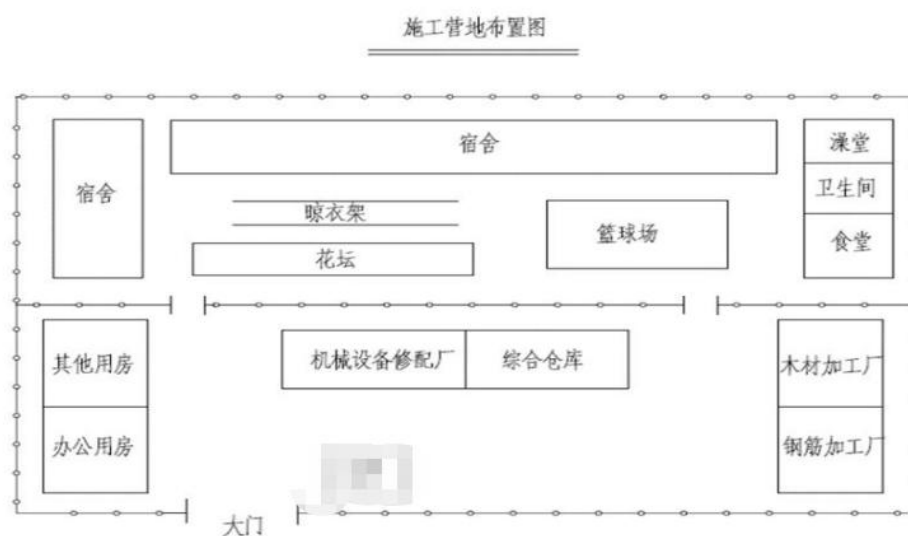 施工营地布置图
宿舍
宿舍
澡堂
卫生间
食堂
晾衣架
花坛
篮球场
其他用房
办公用房
机械设备修配厂
综合仓库
木材加工厂
钢筋加工厂
大门